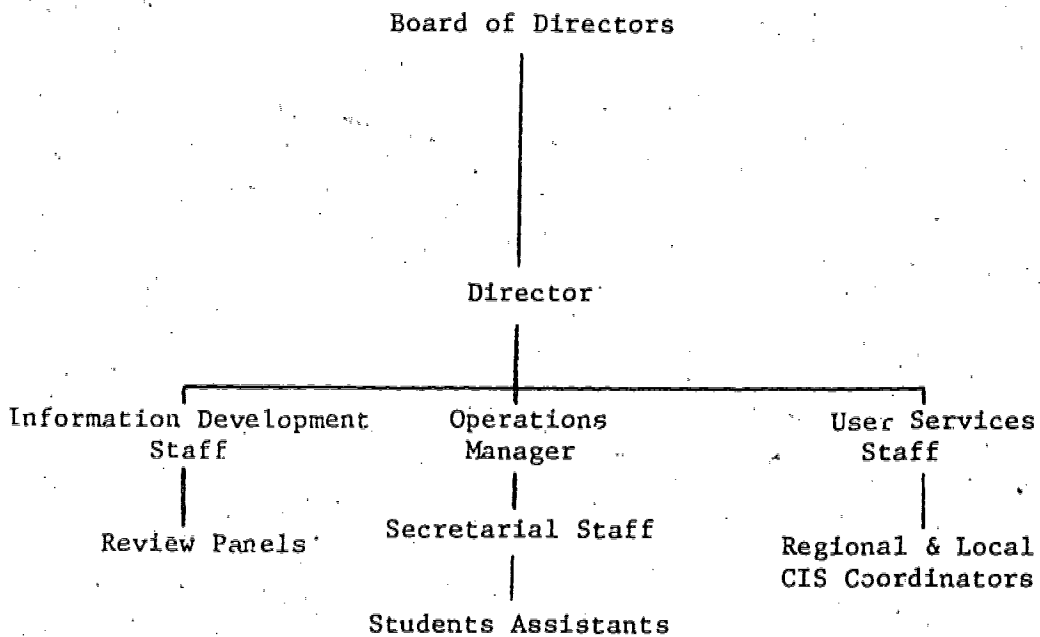 Board of Directors
Director
Information Development
Staff
Operations
Manager
User Services
Staff
Review Panels
Secretarial Staff
Regional & Local
CIS Coordinators
Students Assistants